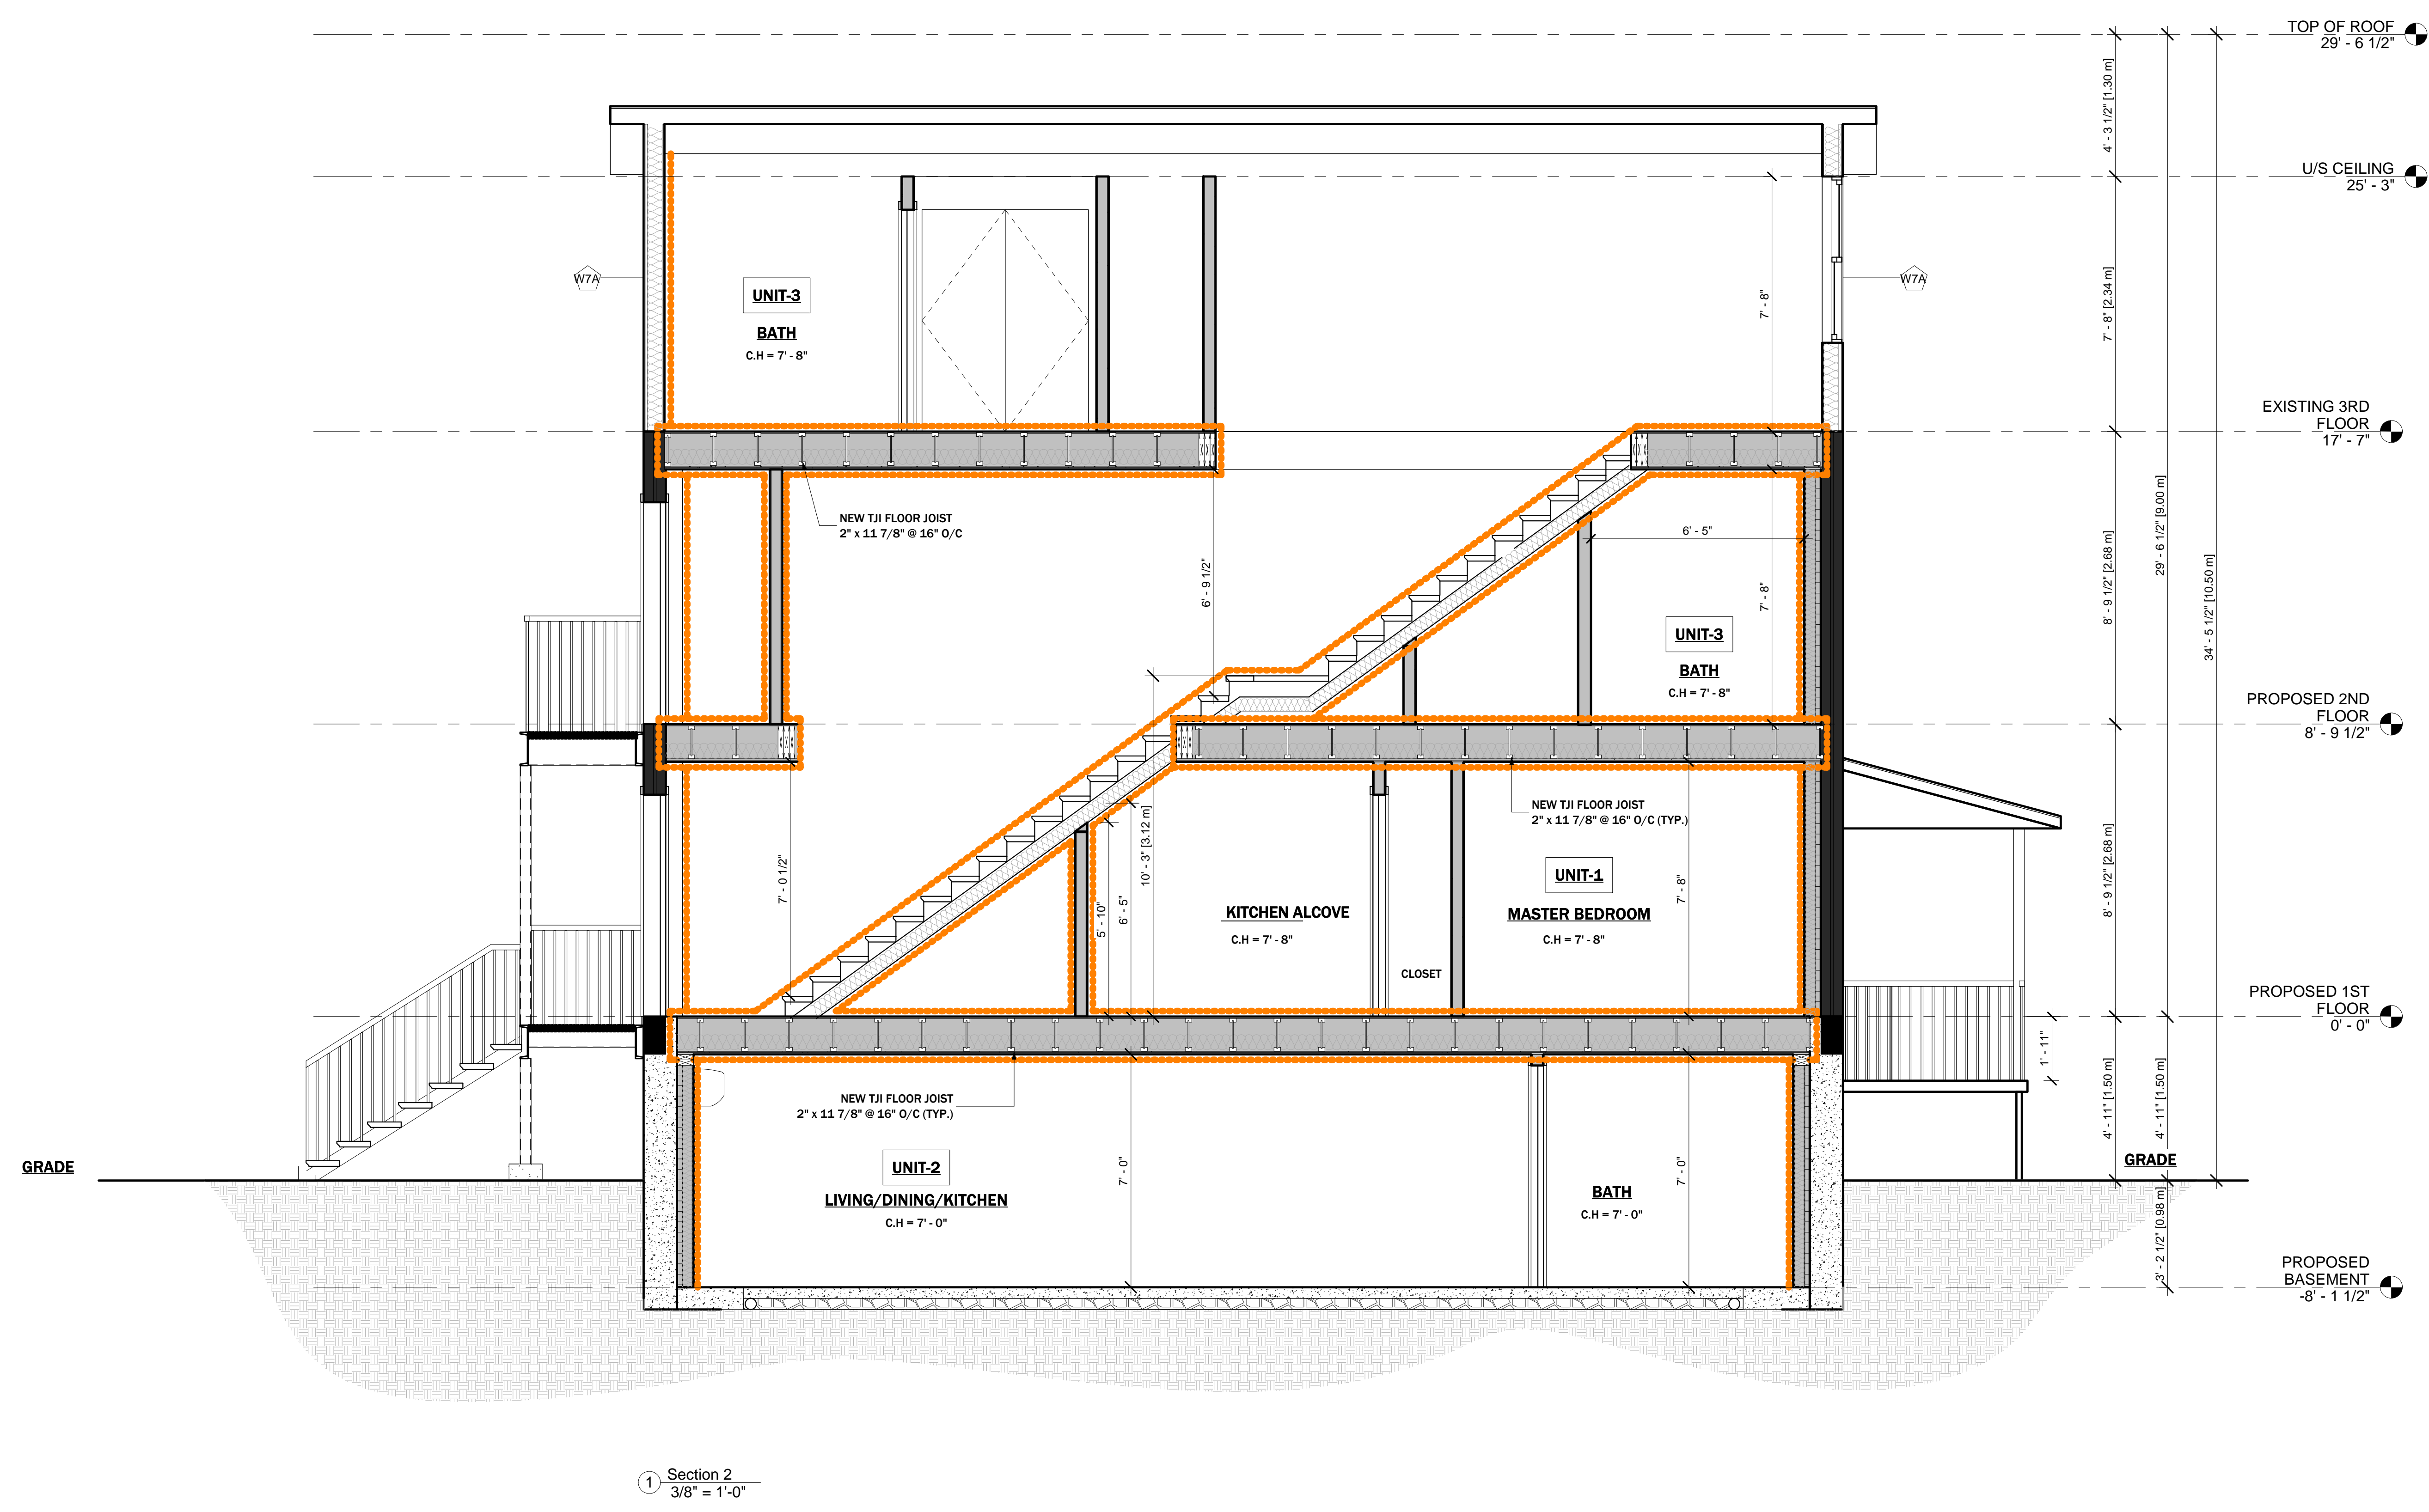 TOP OF ROOF
29' - 6 1/2"
4' - 3 1/2" [1.30 m]
U/S CEILING
25' - 3"
W7A
UNIT-3
BATH
C.H = 7' - 8"
7' - 8"
W7A
7' - 8" [2.34 m]
EXISTING 3RD
FLOOR
17' - 7"
NEW TJI FLOOR JOIST
2" x 11 7/8" @ 16" O/C
6' - 9 1/2"
6' - 5"
7' - 8"
UNIT-3
BATH
C.H = 7' - 8"
8' - 9 1/2" [2.68 m]
29' - 6 1/2" [9.00 m]
34' - 5 1/2" [10.50 m]
PROPOSED 2ND
FLOOR
8' - 9 1/2"
NEW TJI FLOOR JOIST
2" x 11 7/8" @ 16" O/C (TYP.)
7' - 0 1/2"
5' - 10"
6' - 5"
10' - 3" [3.12 m]
KITCHEN ALCOVE
C.H = 7' - 8"
CLOSET
UNIT-1
MASTER BEDROOM
C.H = 7' - 8"
7' - 8"
8' - 9 1/2" [2.68 m]
PROPOSED 1ST
FLOOR
0' - 0"
1' - 11"
4' - 11" [1.50 m]
4' - 11" [1.50 m]
NEW TJI FLOOR JOIST
2" x 11 7/8" @ 16" O/C (TYP.)
GRADE
UNIT-2
LIVING/DINING/KITCHEN
C.H = 7' - 0"
7' - 0"
BATH
C.H = 7' - 0"
7' - 0"
GRADE
3' - 2 1/2" [0.98 m]
PROPOSED
BASEMENT
-8' - 1 1/2"
1
Section 2
3/8" = 1'-0"